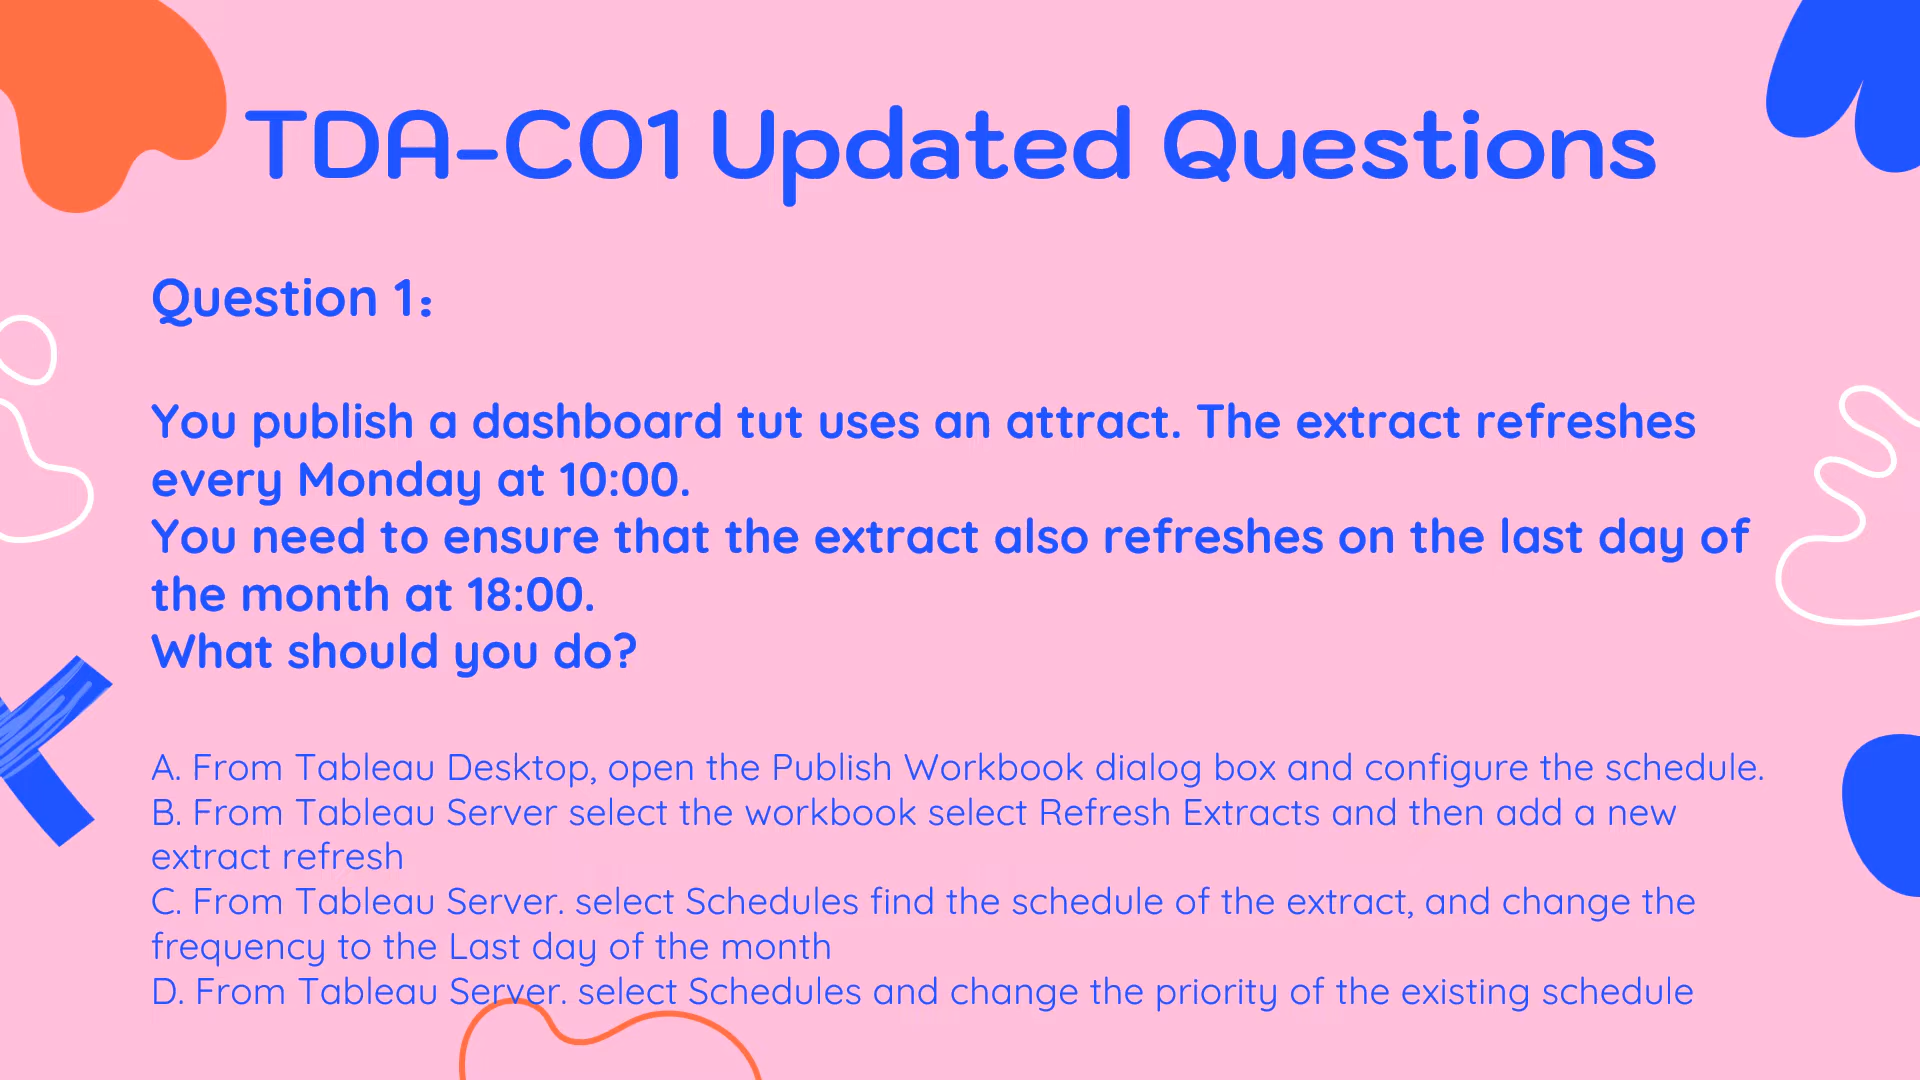 TDA-C01 Updated Questions
Question 1:
You publish a dashboard tut uses an attract. The extract refreshes
every Monday at 10:00.
You need to ensure that the extract also refreshes on the last day of
the month at 18:00.
What should you do?
A. From Tableau Desktop, open the Publish Workbook dialog box and configure the schedule.
B. From Tableau Server select the workbook select Refresh Extracts and then add a new
extract refresh
C. From Tableau Server. select Schedules find the schedule of the extract, and change the
frequency to the Last day of the month
D. From Tableau Server. select Schedules and change the priority of the existing schedule